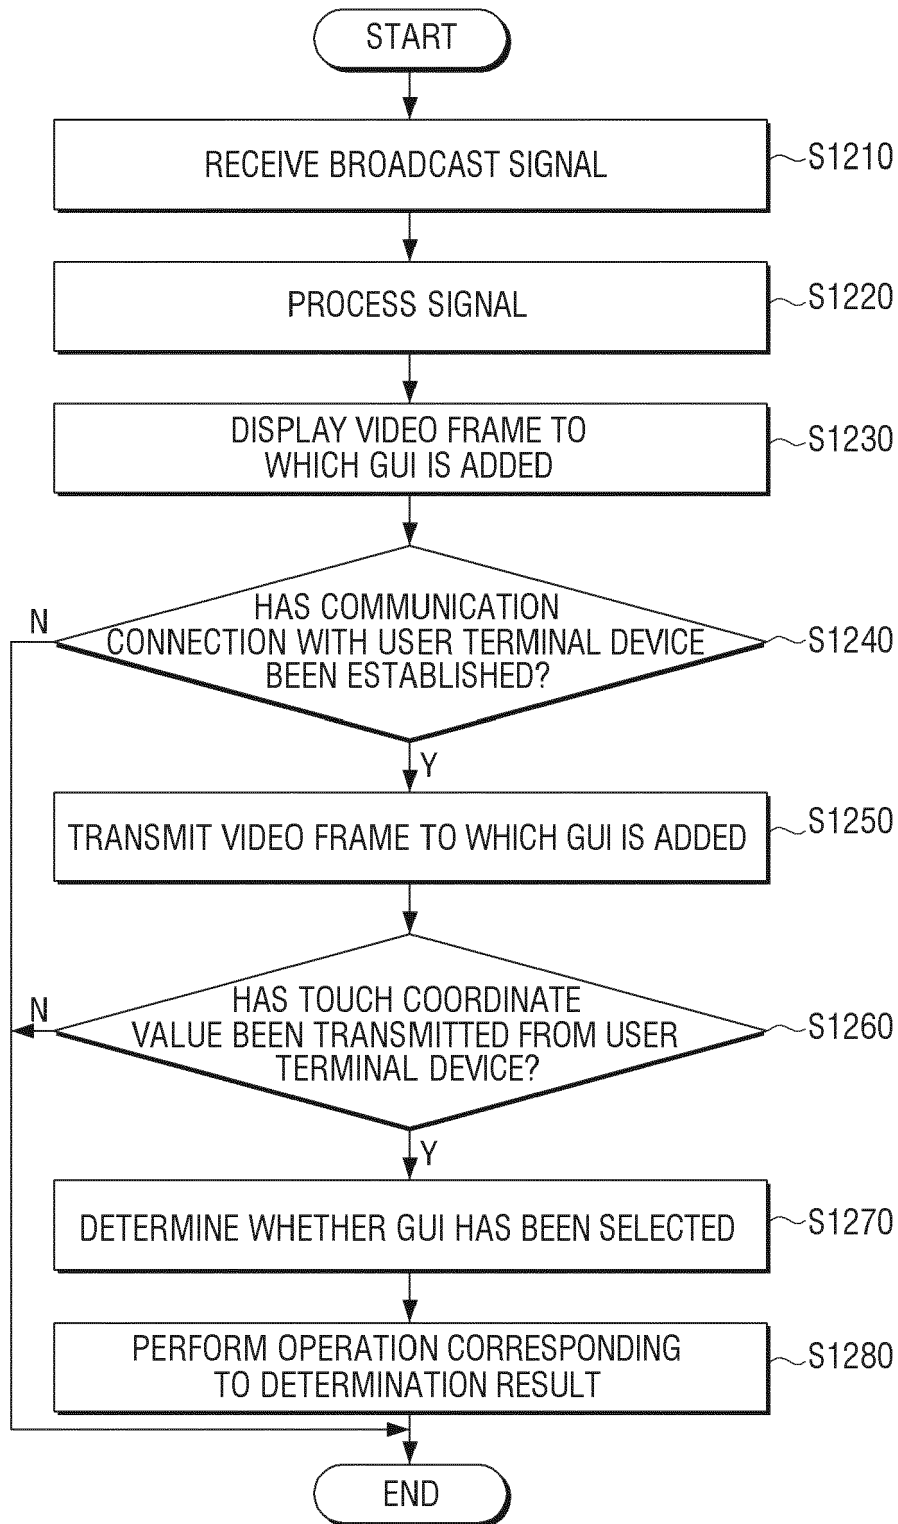 START
RECEIVE BROADCAST SIGNAL
S1210
PROCESS SIGNAL
S1220
DISPLAY VIDEO FRAME TO
WHICH GUI IS ADDED
S1230
HAS COMMUNICATION
CONNECTION WITH USER TERMINAL DEVICE
BEEN ESTABLISHED?
S1240
N
Y
TRANSMIT VIDEO FRAME TO WHICH GUI IS ADDED
S1250
HAS TOUCH COORDINATE
VALUE BEEN TRANSMITTED FROM USER
TERMINAL DEVICE?
S1260
N
Y
DETERMINE WHETHER GUI HAS BEEN SELECTED
S1270
PERFORM OPERATION CORRESPONDING
TO DETERMINATION RESULT
S1280
END